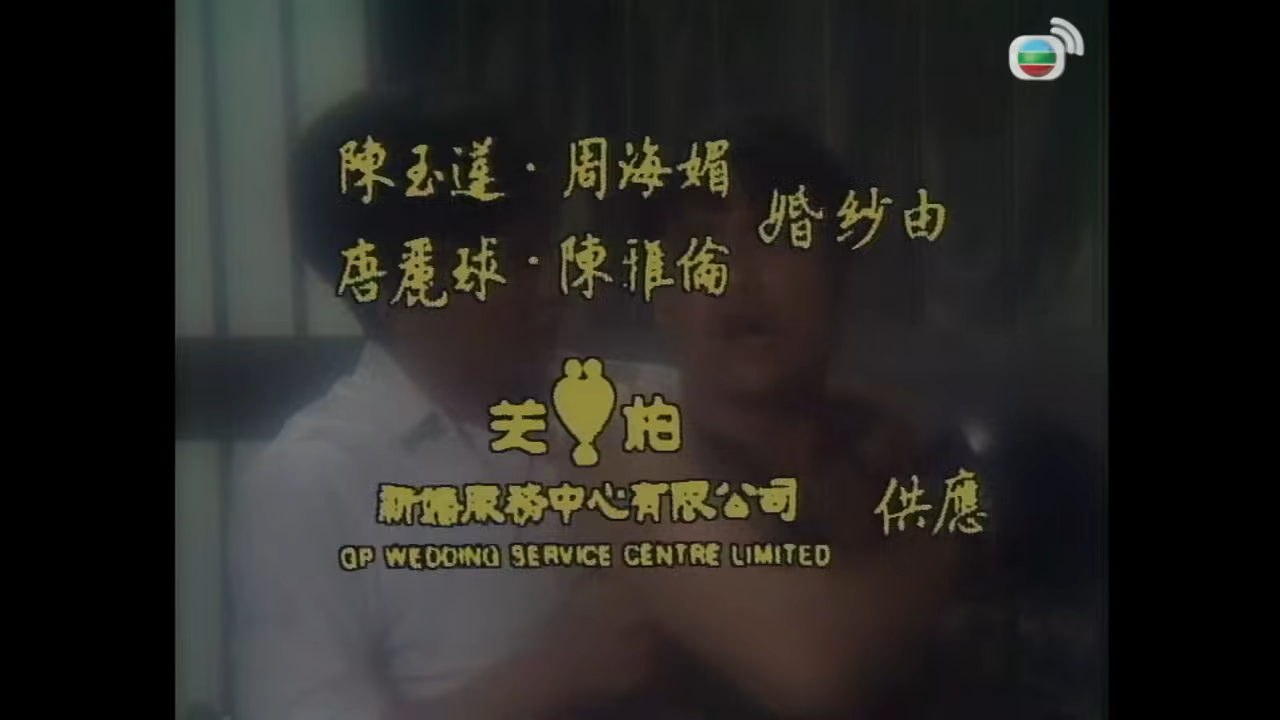 陳玉蓮·周海媚
唐麗球·陳雅倫
婚紗由
芡柏
新婚服務中心有限公司
供應
QP WEDDING SERVICE CENTRE LIMITED